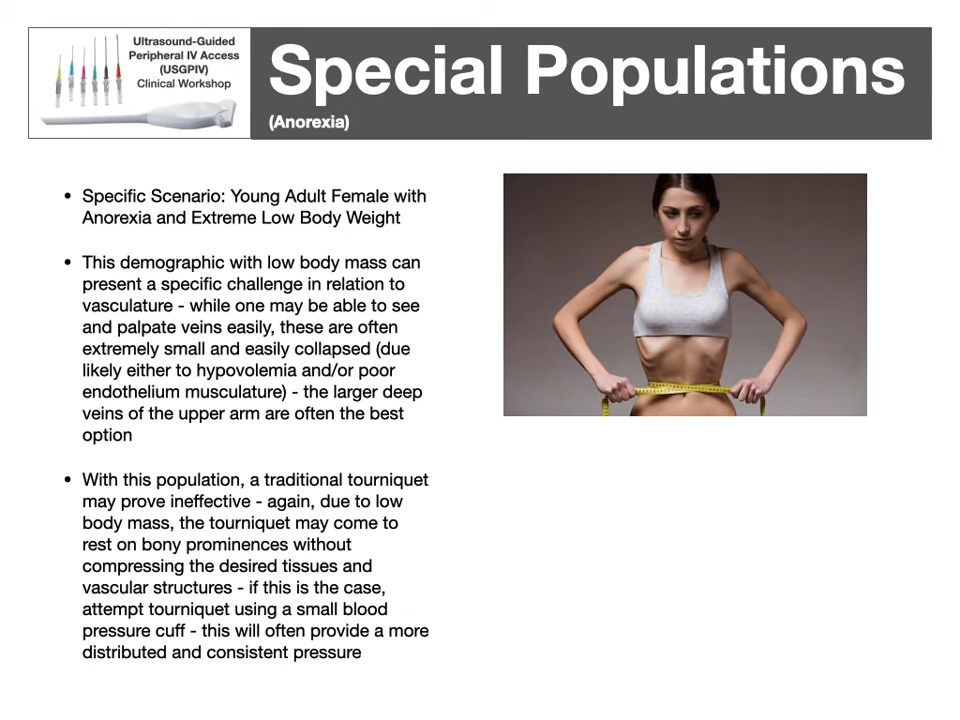 Ultrasound-Guided
Peripheral IV Access
(USGPIV)
Clinical Workshop
Special Populations
(Anorexia)
• Specific Scenario: Young Adult Female with
Anorexia and Extreme Low Body Weight
• This demographic with low body mass can
present a specific challenge in relation to
vasculature - while one may be able to see
and palpate veins easily, these are often
extremely small and easily collapsed (due
likely either to hypovolemia and/or poor
endothelium musculature) - the larger deep
veins of the upper arm are often the best
option
• With this population, a traditional tourniquet
may prove ineffective - again, due to low
body mass, the tourniquet may come to
rest on bony prominences without
compressing the desired tissues and
vascular structures - if this is the case,
attempt tourniquet using a small blood
pressure cuff - this will often provide a more
distributed and consistent pressure